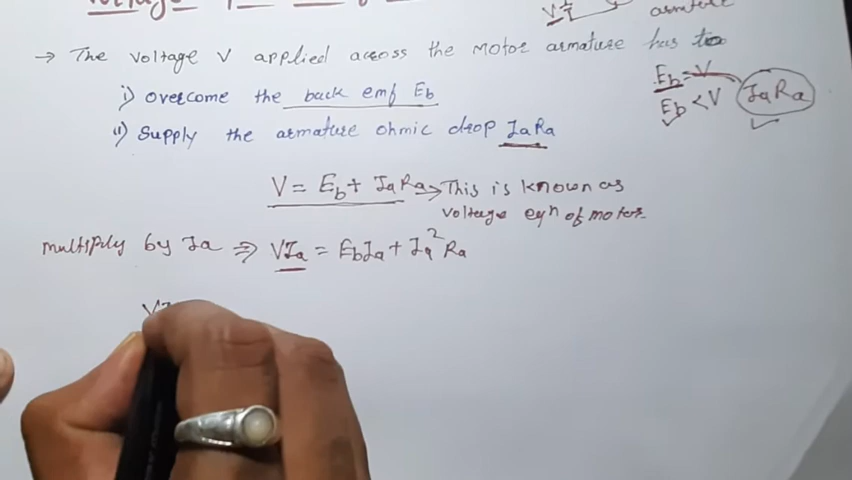 Voltage
V
armature
→ The voltage V applied across the Motor armature has to
i) overcome the back emf Eb
Eb = V
Eb < V IaRa
ii) Supply the armature ohmic drop IaRa
V = Eb + IaRa → This is known as
voltage eqn of motor.
multiply by Ia ⇒ VIa = EbIa + Ia² Ra